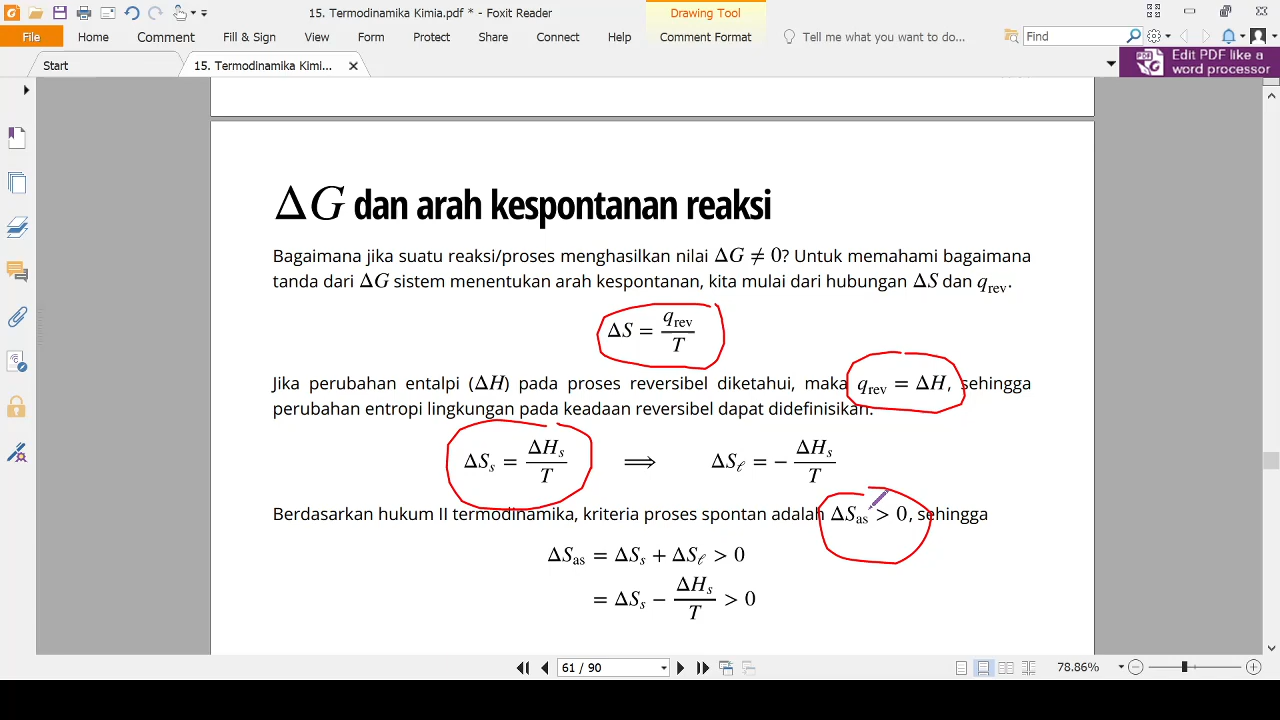 15. Termodinamika Kimia.pdf * - Foxit Reader
Drawing Tool
File Home Comment Fill & Sign View Form Protect Share Connect Help Comment Format Tell me what you want to do... Find
Start 15. Termodinamika Kimi...
Edit PDF like a
word processor
ΔG dan arah kespontanan reaksi
Bagaimana jika suatu reaksi/proses menghasilkan nilai ΔG ≠ 0? Untuk memahami bagaimana
tanda dari ΔG sistem menentukan arah kespontanan, kita mulai dari hubungan ΔS dan q_rev.
ΔS = q_rev / T
Jika perubahan entalpi (ΔH) pada proses reversibel diketahui, maka q_rev = ΔH, sehingga
perubahan entropi lingkungan pada keadaan reversibel dapat didefinisikan.
ΔS_s = ΔH_s / T ⟹ ΔS_ℓ = − ΔH_s / T
Berdasarkan hukum II termodinamika, kriteria proses spontan adalah ΔS_as > 0, sehingga
ΔS_as = ΔS_s + ΔS_ℓ > 0
= ΔS_s − ΔH_s / T > 0
61 / 90 78.86%